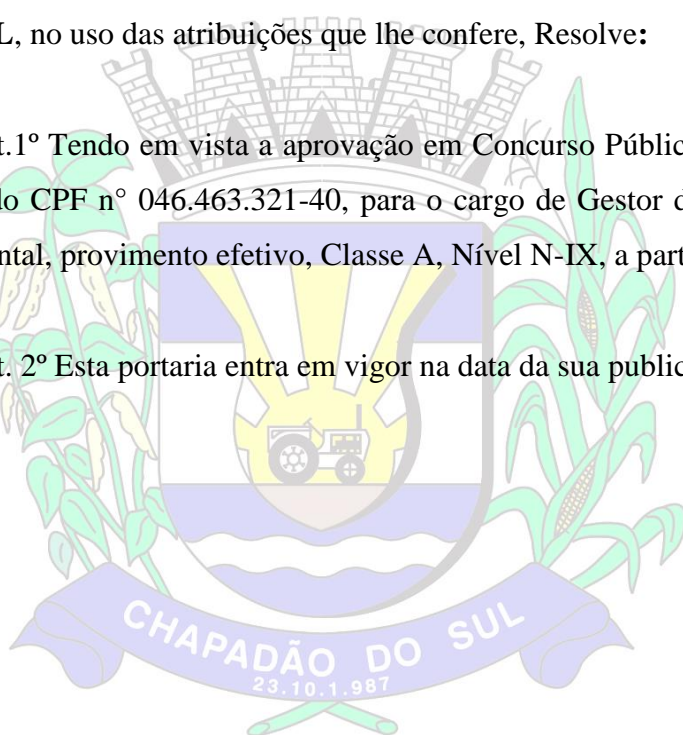 L, no uso das atribuições que lhe confere, Resolve:
t.1º Tendo em vista a aprovação em Concurso Públic
do CPF n° 046.463.321-40, para o cargo de Gestor d
ntal, provimento efetivo, Classe A, Nível N-IX, a part
t. 2º Esta portaria entra em vigor na data da sua public
CHAPADÃO DO SUL
23.10.1.987